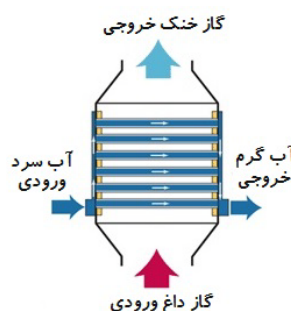 گاز خنک خروجی
آب سرد
ورودی
آب گرم
خروجی
گاز داغ ورودی